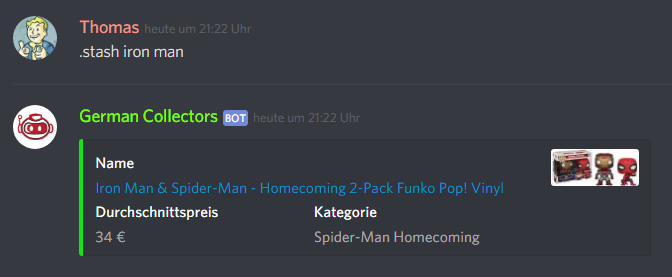 Thomas heute um 21:22 Uhr
.stash iron man
German Collectors BOT heute um 21:22 Uhr
Name
Iron Man & Spider-Man - Homecoming 2-Pack Funko Pop! Vinyl
Durchschnittspreis Kategorie
34 € Spider-Man Homecoming